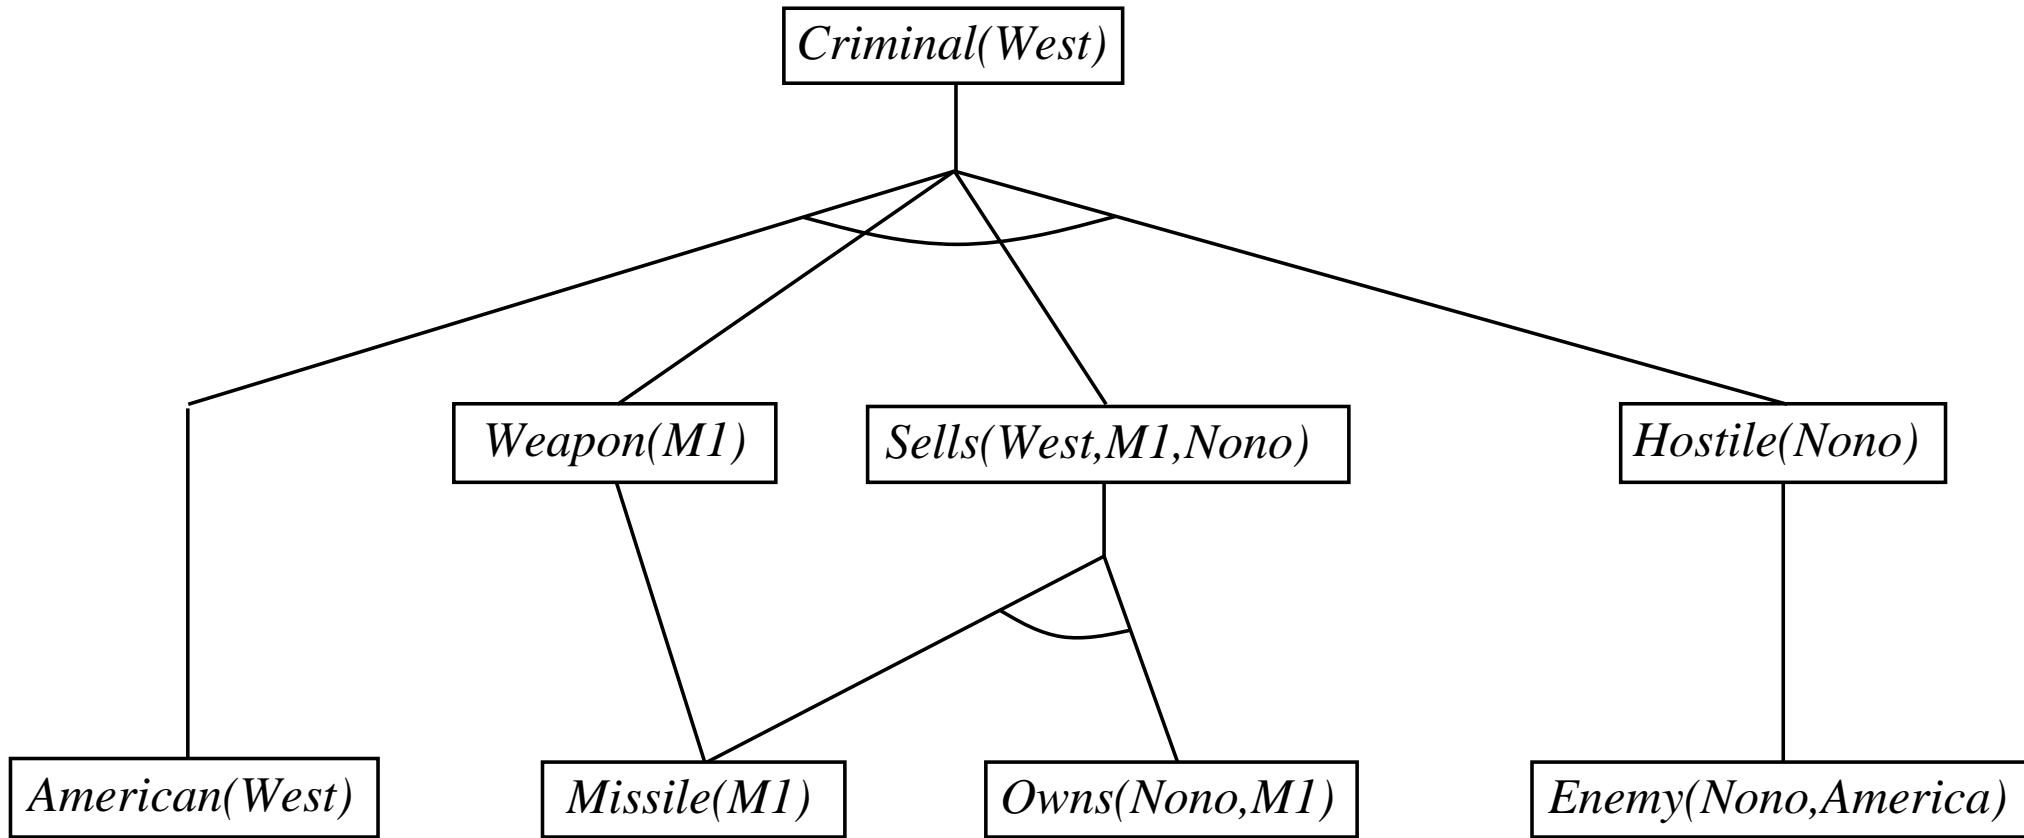 Criminal(West)
Weapon(M1)
Sells(West,M1,Nono)
Hostile(Nono)
American(West)
Missile(M1)
Owns(Nono,M1)
Enemy(Nono,America)